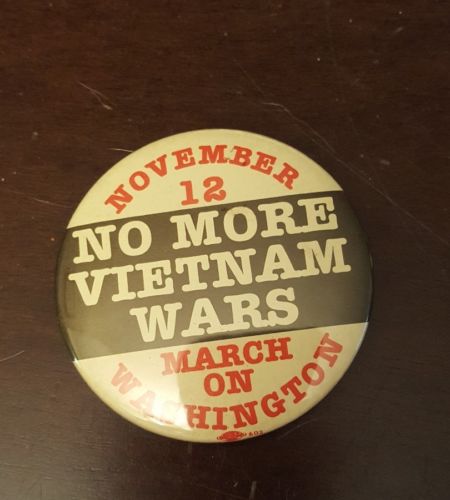 NOVEMBER
12
NO MORE
VIETNAM
WARS
MARCH
ON
WASHINGTON